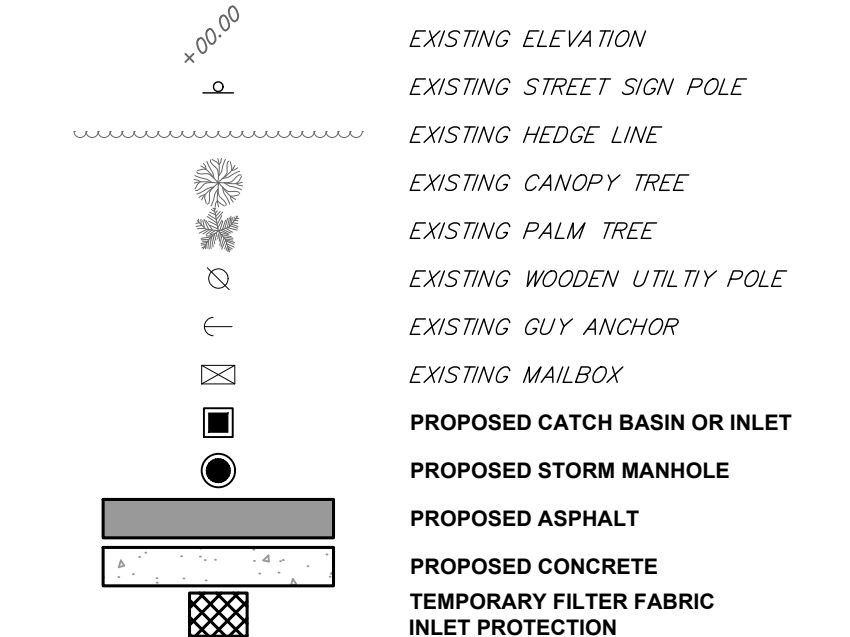 +00.00 EXISTING ELEVATION
EXISTING STREET SIGN POLE
EXISTING HEDGE LINE
EXISTING CANOPY TREE
EXISTING PALM TREE
EXISTING WOODEN UTILTIY POLE
EXISTING GUY ANCHOR
EXISTING MAILBOX
PROPOSED CATCH BASIN OR INLET
PROPOSED STORM MANHOLE
PROPOSED ASPHALT
PROPOSED CONCRETE
TEMPORARY FILTER FABRIC
INLET PROTECTION